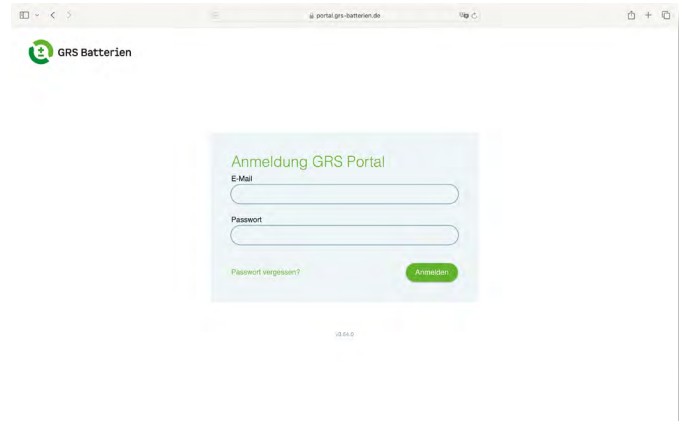 portal.grs-batterien.de
GRS Batterien
Anmeldung GRS Portal
E-Mail
Passwort
Passwort vergessen?
Anmelden